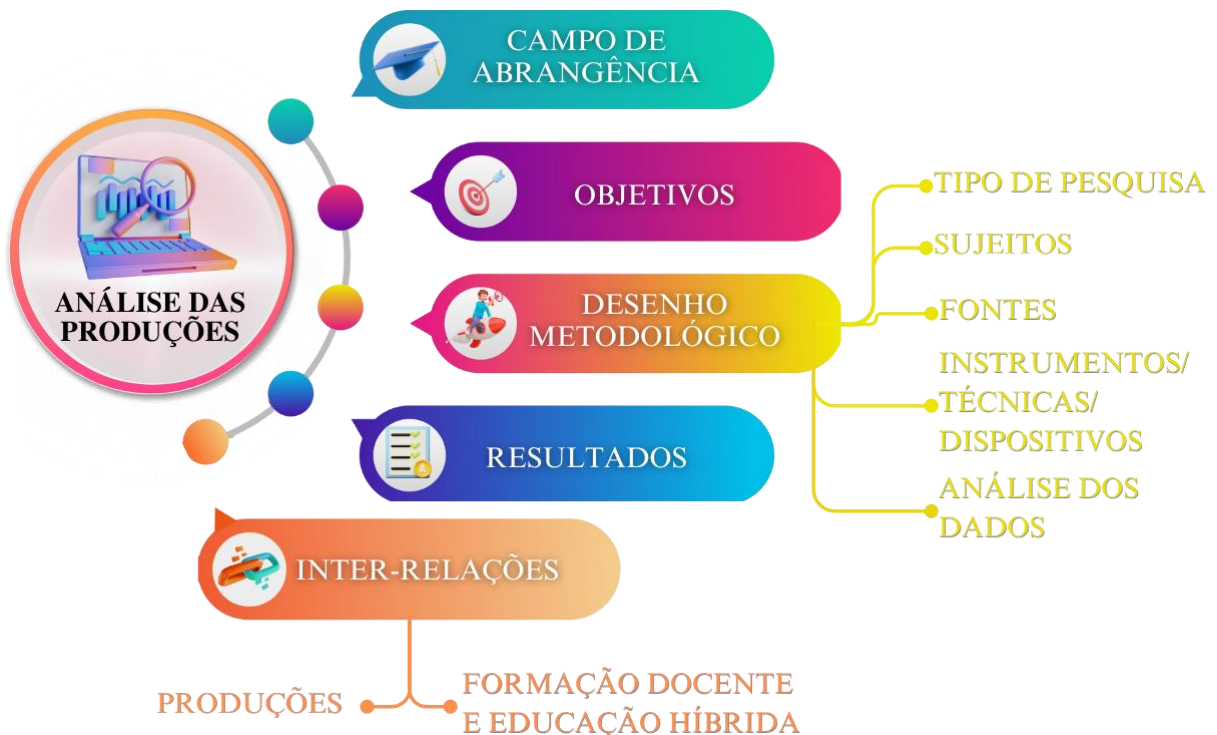 ANÁLISE DAS
PRODUÇÕES
CAMPO DE
ABRANGÊNCIA
OBJETIVOS
DESENHO
METODOLÓGICO
TIPO DE PESQUISA
SUJEITOS
FONTES
INSTRUMENTOS/
TÉCNICAS/
DISPOSITIVOS
ANÁLISE DOS
DADOS
RESULTADOS
INTER-RELAÇÕES
PRODUÇÕES
FORMAÇÃO DOCENTE
E EDUCAÇÃO HÍBRIDA